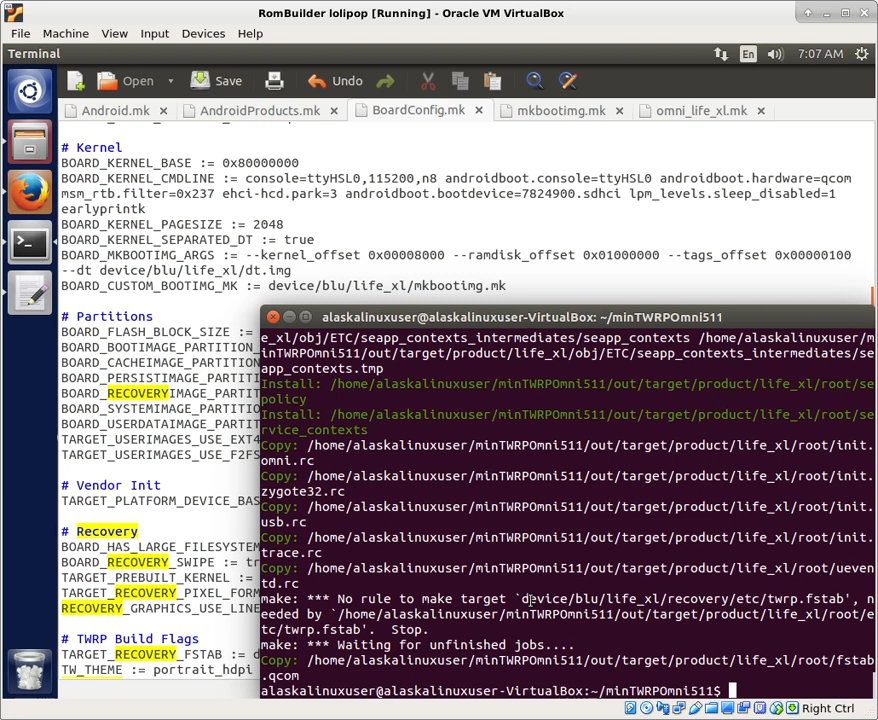 RomBuilder lolipop [Running] - Oracle VM VirtualBox
File Machine View Input Devices Help
Terminal En 7:07 AM
Open Save Undo
Android.mk AndroidProducts.mk BoardConfig.mk mkbootimg.mk omni_life_xl.mk
# Kernel
BOARD_KERNEL_BASE := 0x80000000
BOARD_KERNEL_CMDLINE := console=ttyHSL0,115200,n8 androidboot.console=ttyHSL0 androidboot.hardware=qcom
msm_rtb.filter=0x237 ehci-hcd.park=3 androidboot.bootdevice=7824900.sdhci lpm_levels.sleep_disabled=1
earlyprintk
BOARD_KERNEL_PAGESIZE := 2048
BOARD_KERNEL_SEPARATED_DT := true
BOARD_MKBOOTIMG_ARGS := --kernel_offset 0x00008000 --ramdisk_offset 0x01000000 --tags_offset 0x00000100
--dt device/blu/life_xl/dt.img
BOARD_CUSTOM_BOOTIMG_MK := device/blu/life_xl/mkbootimg.mk
# Partitions
BOARD_FLASH_BLOCK_SIZE :=
BOARD_BOOTIMAGE_PARTITION_
BOARD_CACHEIMAGE_PARTITION
BOARD_PERSISTIMAGE_PARTITI
BOARD_RECOVERYIMAGE_PARTIT
BOARD_SYSTEMIMAGE_PARTITIO
BOARD_USERDATAIMAGE_PARTIT
TARGET_USERIMAGES_USE_EXT4
TARGET_USERIMAGES_USE_F2FS
# Vendor Init
TARGET_PLATFORM_DEVICE_BAS
# Recovery
BOARD_HAS_LARGE_FILESYSTEM
BOARD_RECOVERY_SWIPE := tr
TARGET_PREBUILT_KERNEL :=
TARGET_RECOVERY_PIXEL_FORM
RECOVERY_GRAPHICS_USE_LINE
# TWRP Build Flags
TARGET_RECOVERY_FSTAB := d
TW_THEME := portrait_hdpi
alaskalinuxuser@alaskalinuxuser-VirtualBox: ~/minTWRPOmni511
e_xl/obj/ETC/seapp_contexts_intermediates/seapp_contexts /home/alaskalinuxuser/m
inTWRPOmni511/out/target/product/life_xl/obj/ETC/seapp_contexts_intermediates/se
app_contexts.tmp
Install: /home/alaskalinuxuser/minTWRPOmni511/out/target/product/life_xl/root/se
policy
Install: /home/alaskalinuxuser/minTWRPOmni511/out/target/product/life_xl/root/se
rvice_contexts
Copy: /home/alaskalinuxuser/minTWRPOmni511/out/target/product/life_xl/root/init.
omni.rc
Copy: /home/alaskalinuxuser/minTWRPOmni511/out/target/product/life_xl/root/init.
zygote32.rc
Copy: /home/alaskalinuxuser/minTWRPOmni511/out/target/product/life_xl/root/init.
usb.rc
Copy: /home/alaskalinuxuser/minTWRPOmni511/out/target/product/life_xl/root/init.
trace.rc
Copy: /home/alaskalinuxuser/minTWRPOmni511/out/target/product/life_xl/root/ueven
td.rc
make: *** No rule to make target `device/blu/life_xl/recovery/etc/twrp.fstab', n
eeded by `/home/alaskalinuxuser/minTWRPOmni511/out/target/product/life_xl/root/e
tc/twrp.fstab'.  Stop.
make: *** Waiting for unfinished jobs....
Copy: /home/alaskalinuxuser/minTWRPOmni511/out/target/product/life_xl/root/fstab
.qcom
alaskalinuxuser@alaskalinuxuser-VirtualBox:~/minTWRPOmni511$
Right Ctrl